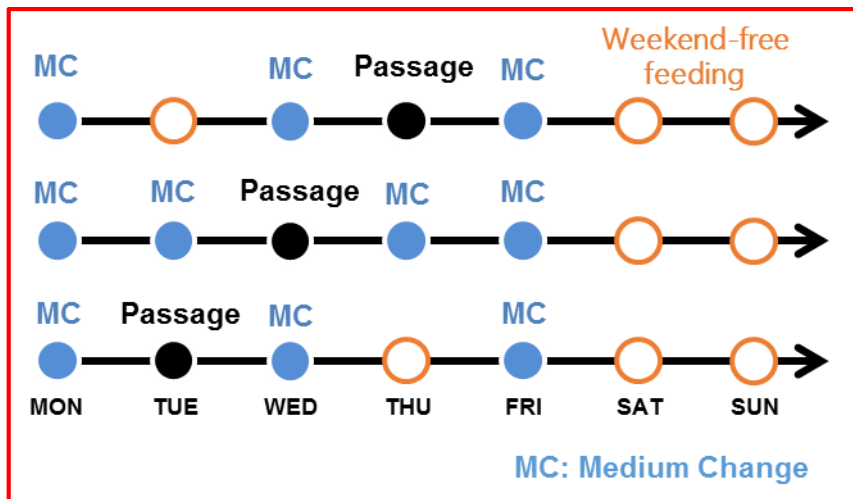 Weekend-free
feeding
MC MC Passage MC
MC MC Passage MC MC
MC Passage MC MC
MON TUE WED THU FRI SAT SUN
MC: Medium Change